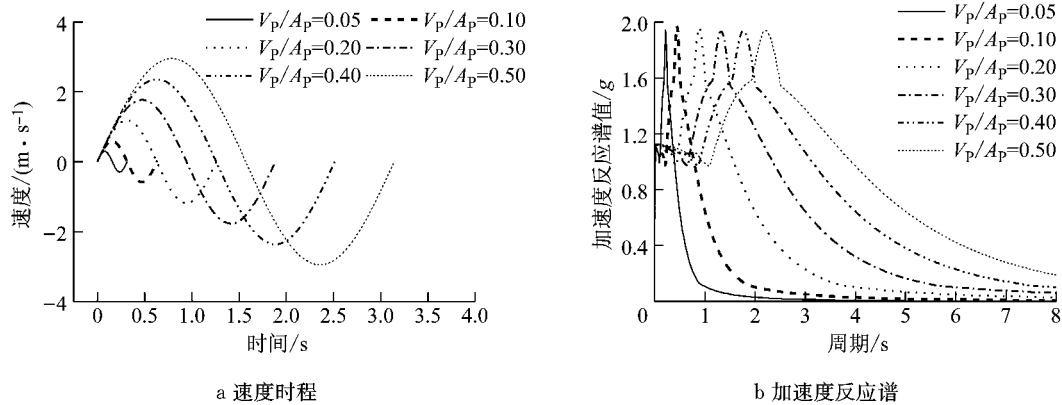 V_P/A_P=0.05
V_P/A_P=0.10
V_P/A_P=0.20
V_P/A_P=0.30
V_P/A_P=0.40
V_P/A_P=0.50
速度/(m·s⁻¹)
4
2
0
-2
-4
0 0.5 1.0 1.5 2.0 2.5 3.0 3.5 4.0
时间/s
a 速度时程
V_P/A_P=0.05
V_P/A_P=0.10
V_P/A_P=0.20
V_P/A_P=0.30
V_P/A_P=0.40
V_P/A_P=0.50
加速度反应谱值/g
2.0
1.6
1.2
0.8
0.4
0 1 2 3 4 5 6 7 8
周期/s
b 加速度反应谱